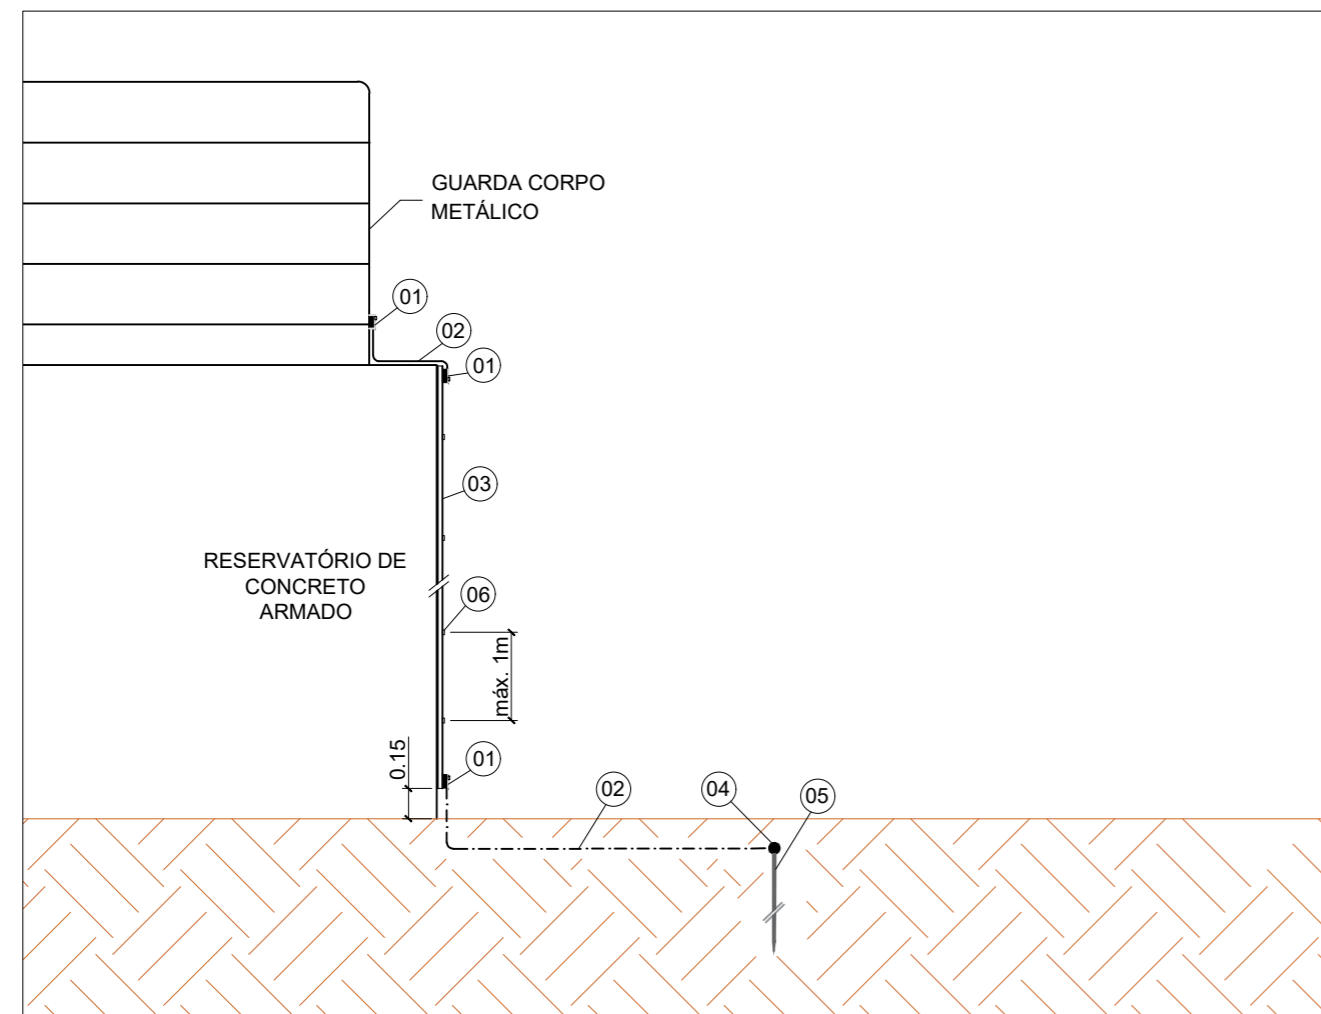 GUARDA CORPO
METÁLICO
01
02
01
03
RESERVATÓRIO DE
CONCRETO
ARMADO
06
máx. 1m
0.15
01
02
04
05